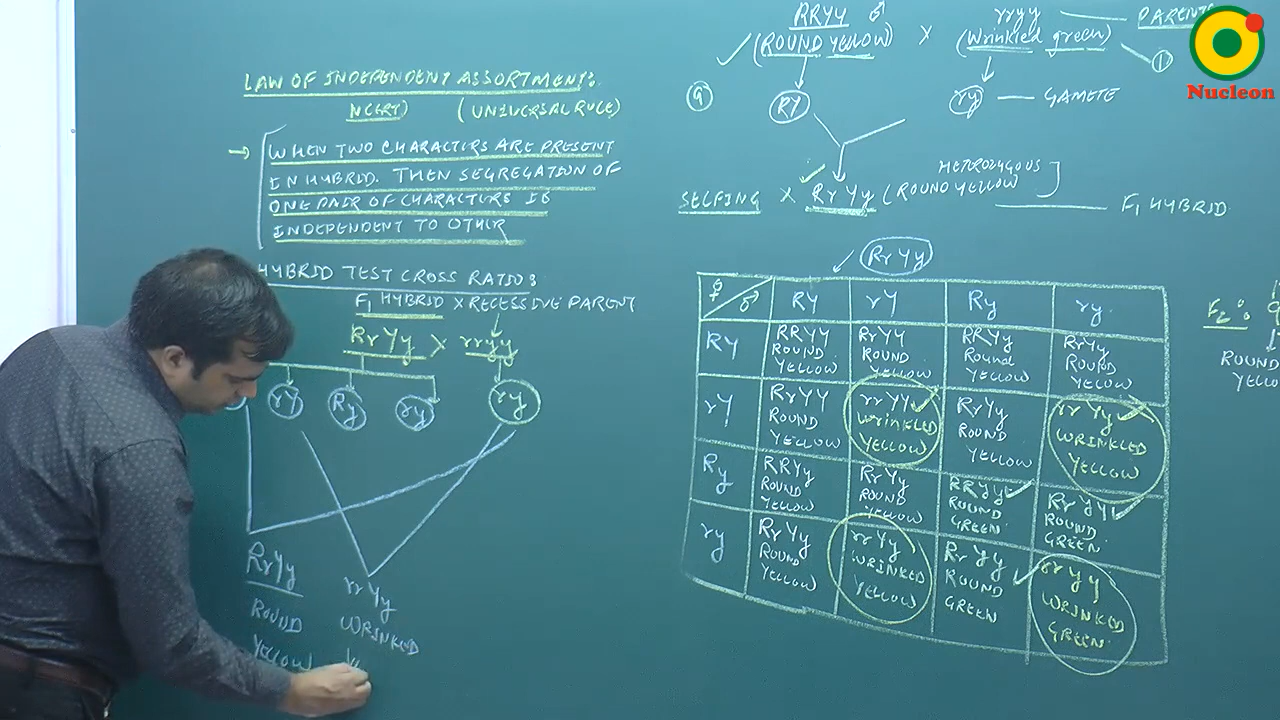 LAW OF INDEPENDENT ASSORTMENT:
NCERT) (UNIVERSAL RULE)
→ WHEN TWO CHARACTERS ARE PRESENT
IN HYBRID. THEN SEGREGATION OF
ONE PAIR OF CHARACTERS IS
INDEPENDENT TO OTHER
HYBRID TEST CROSS RATIO:
F1 HYBRID X RECESSIVE PARENT
RrYy X rryy
rY Ry ry ry
RrYy rrYy
ROUND WRINKLED
YELLOW
RRYY ♂ X rryy PARENT
(ROUND YELLOW) (Wrinkled green) ①
RY ry GAMETE
HETEROZYGOUS
SELFING X RrYy (ROUND YELLOW F1 HYBRID
RrYy
♀ ♂ RY rY Ry ry
RY RRYY RrYY RRYy RrYy
ROUND ROUND Round ROUND
YELLOW YELLOW YELLOW YELLOW
rY RrYY rrYY RrYy rrYy
ROUND Wrinkled ROUND WRINKLED
YELLOW YELLOW YELLOW YELLOW
Ry RRYy RrYy RRyy Rryy
ROUND ROUND ROUND ROUND
YELLOW YELLOW GREEN GREEN
ry RrYy rrYy Rryy rryy
ROUND WRINKLED ROUND WRINKLED
YELLOW YELLOW GREEN GREEN
F2:
ROUND
Nucleon